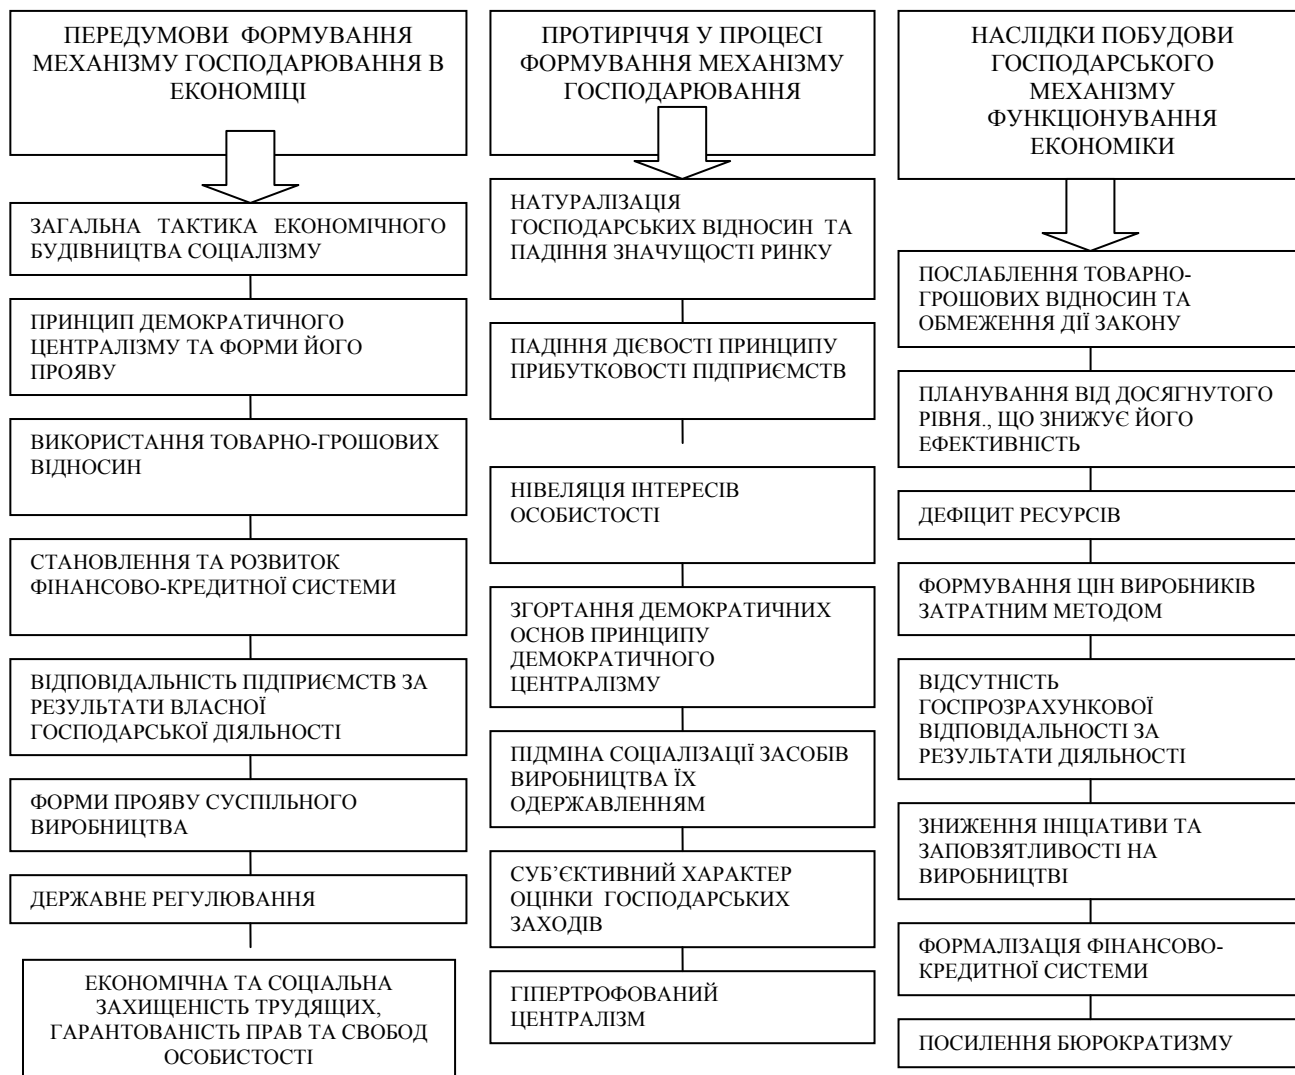 ПЕРЕДУМОВИ ФОРМУВАННЯ
МЕХАНІЗМУ ГОСПОДАРЮВАННЯ В
ЕКОНОМІЦІ
ЗАГАЛЬНА ТАКТИКА ЕКОНОМІЧНОГО
БУДІВНИЦТВА СОЦІАЛІЗМУ
ПРИНЦИП ДЕМОКРАТИЧНОГО
ЦЕНТРАЛІЗМУ ТА ФОРМИ ЙОГО
ПРОЯВУ
ВИКОРИСТАННЯ ТОВАРНО-ГРОШОВИХ
ВІДНОСИН
СТАНОВЛЕННЯ ТА РОЗВИТОК
ФІНАНСОВО-КРЕДИТНОЇ СИСТЕМИ
ВІДПОВІДАЛЬНІСТЬ ПІДПРИЄМСТВ ЗА
РЕЗУЛЬТАТИ ВЛАСНОЇ
ГОСПОДАРСЬКОЇ ДІЯЛЬНОСТІ
ФОРМИ ПРОЯВУ СУСПІЛЬНОГО
ВИРОБНИЦТВА
ДЕРЖАВНЕ РЕГУЛЮВАННЯ
ЕКОНОМІЧНА ТА СОЦІАЛЬНА
ЗАХИЩЕНІСТЬ ТРУДЯЩИХ,
ГАРАНТОВАНІСТЬ ПРАВ ТА СВОБОД
ОСОБИСТОСТІ
ПРОТИРІЧЧЯ У ПРОЦЕСІ
ФОРМУВАННЯ МЕХАНІЗМУ
ГОСПОДАРЮВАННЯ
НАТУРАЛІЗАЦІЯ
ГОСПОДАРСЬКИХ ВІДНОСИН ТА
ПАДІННЯ ЗНАЧУЩОСТІ РИНКУ
ПАДІННЯ ДІЄВОСТІ ПРИНЦИПУ
ПРИБУТКОВОСТІ ПІДПРИЄМСТВ
НІВЕЛЯЦІЯ ІНТЕРЕСІВ
ОСОБИСТОСТІ
ЗГОРТАННЯ ДЕМОКРАТИЧНИХ
ОСНОВ ПРИНЦИПУ
ДЕМОКРАТИЧНОГО
ЦЕНТРАЛІЗМУ
ПІДМІНА СОЦІАЛІЗАЦІЇ ЗАСОБІВ
ВИРОБНИЦТВА ЇХ
ОДЕРЖАВЛЕННЯМ
СУБ’ЄКТИВНИЙ ХАРАКТЕР
ОЦІНКИ ГОСПОДАРСЬКИХ
ЗАХОДІВ
ГІПЕРТРОФОВАНИЙ
ЦЕНТРАЛІЗМ
НАСЛІДКИ ПОБУДОВИ
ГОСПОДАРСЬКОГО
МЕХАНІЗМУ
ФУНКЦІОНУВАННЯ
ЕКОНОМІКИ
ПОСЛАБЛЕННЯ ТОВАРНО-
ГРОШОВИХ ВІДНОСИН ТА
ОБМЕЖЕННЯ ДІЇ ЗАКОНУ
ПЛАНУВАННЯ ВІД ДОСЯГНУТОГО
РІВНЯ., ЩО ЗНИЖУЄ ЙОГО
ЕФЕКТИВНІСТЬ
ДЕФІЦИТ РЕСУРСІВ
ФОРМУВАННЯ ЦІН ВИРОБНИКІВ
ЗАТРАТНИМ МЕТОДОМ
ВІДСУТНІСТЬ
ГОСПРОЗРАХУНКОВОЇ
ВІДПОВІДАЛЬНОСТІ ЗА
РЕЗУЛЬТАТИ ДІЯЛЬНОСТІ
ЗНИЖЕННЯ ІНІЦІАТИВИ ТА
ЗАПОВЗЯТЛИВОСТІ НА
ВИРОБНИЦТВІ
ФОРМАЛІЗАЦІЯ ФІНАНСОВО-
КРЕДИТНОЇ СИСТЕМИ
ПОСИЛЕННЯ БЮРОКРАТИЗМУ